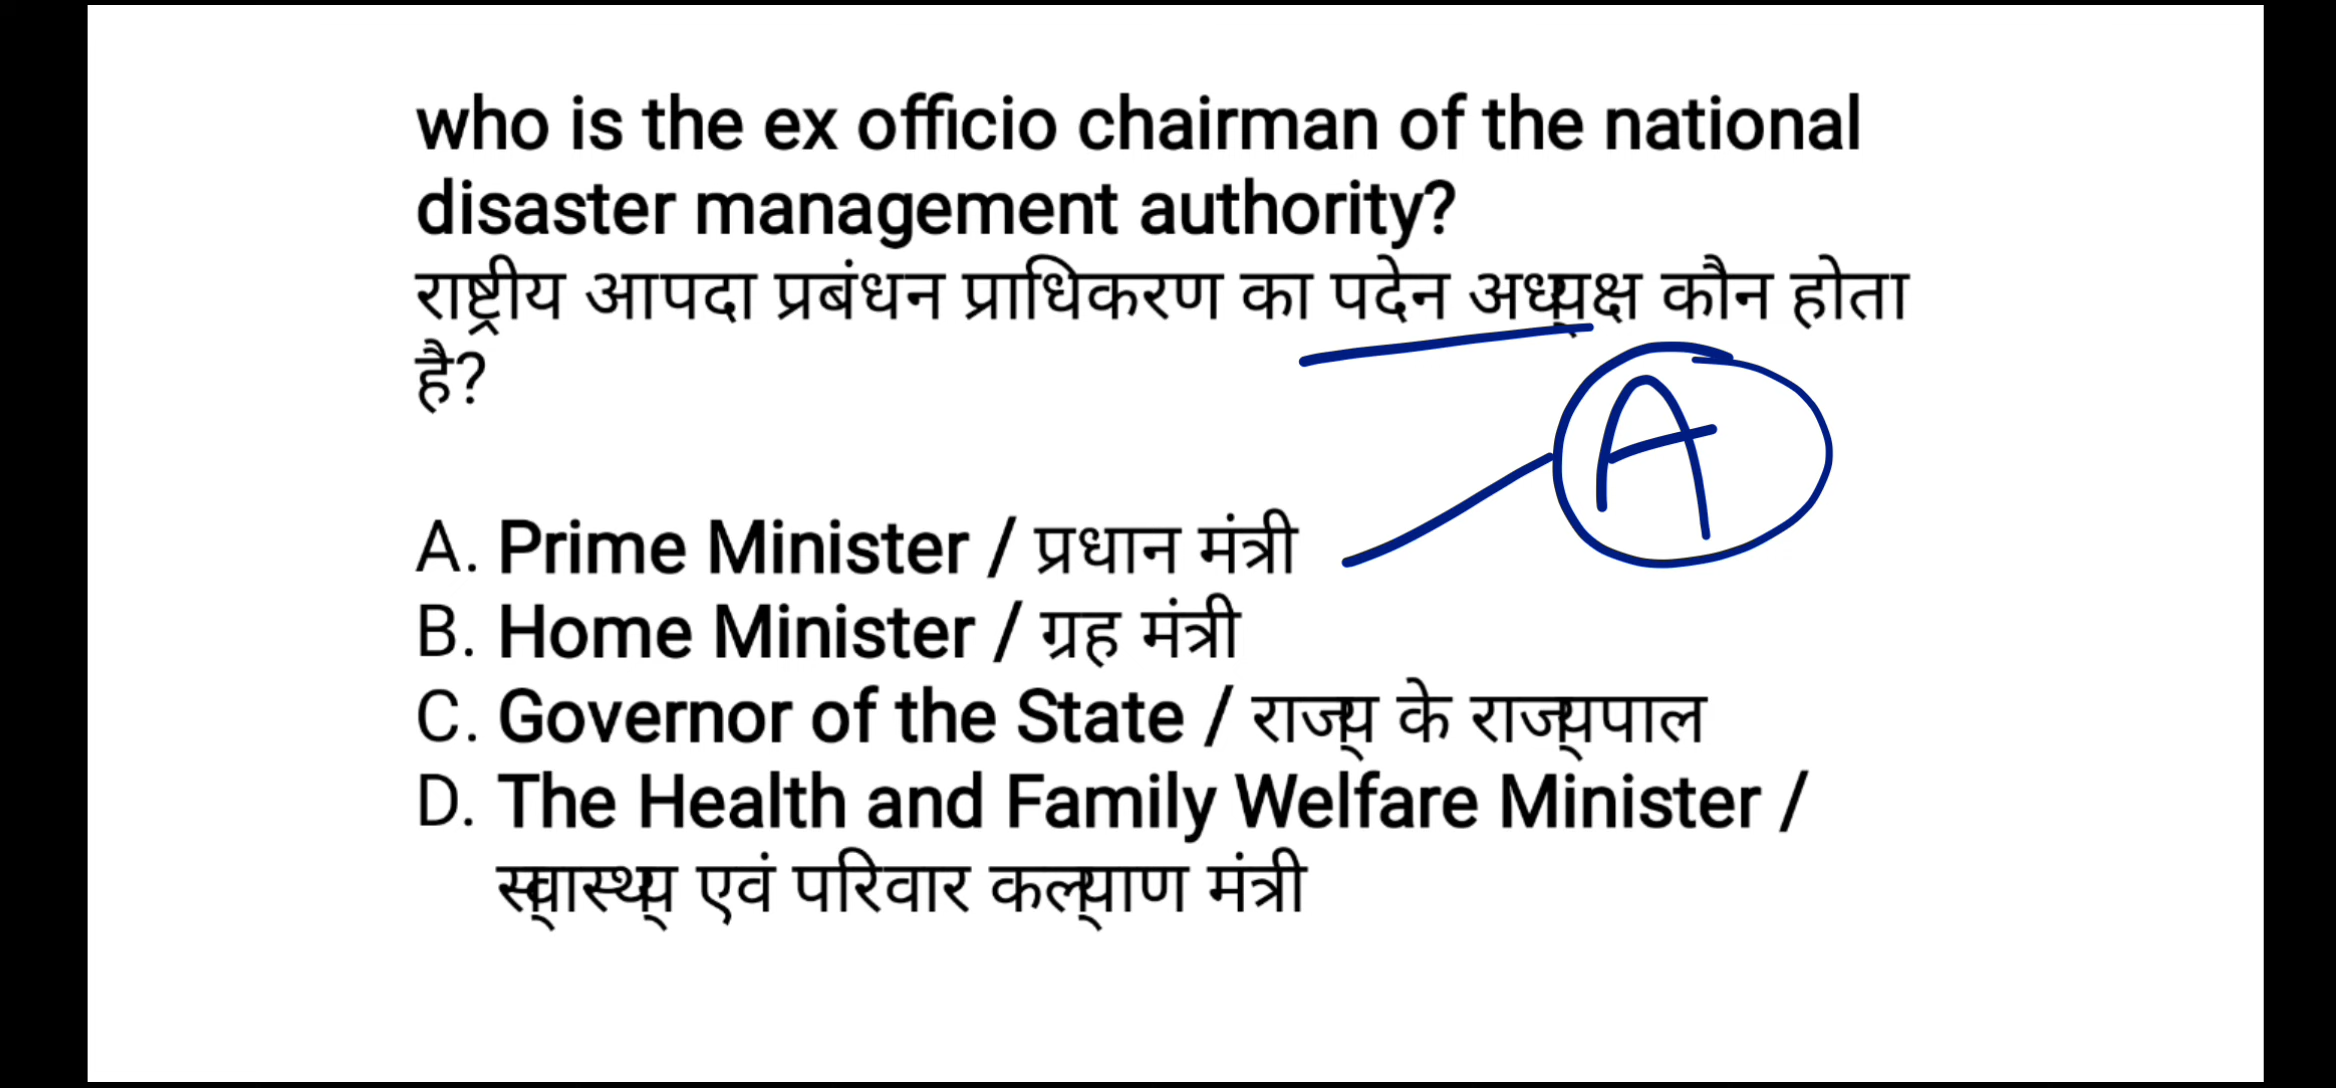 who is the ex officio chairman of the national
disaster management authority?
राष्ट्रीय आपदा प्रबंधन प्राधिकरण का पदेन अध्यक्ष कौन होता
है?
A
A. Prime Minister / प्रधान मंत्री
B. Home Minister / ग्रह मंत्री
C. Governor of the State / राज्य के राज्यपाल
D. The Health and Family Welfare Minister /
स्वास्थ्य एवं परिवार कल्याण मंत्री